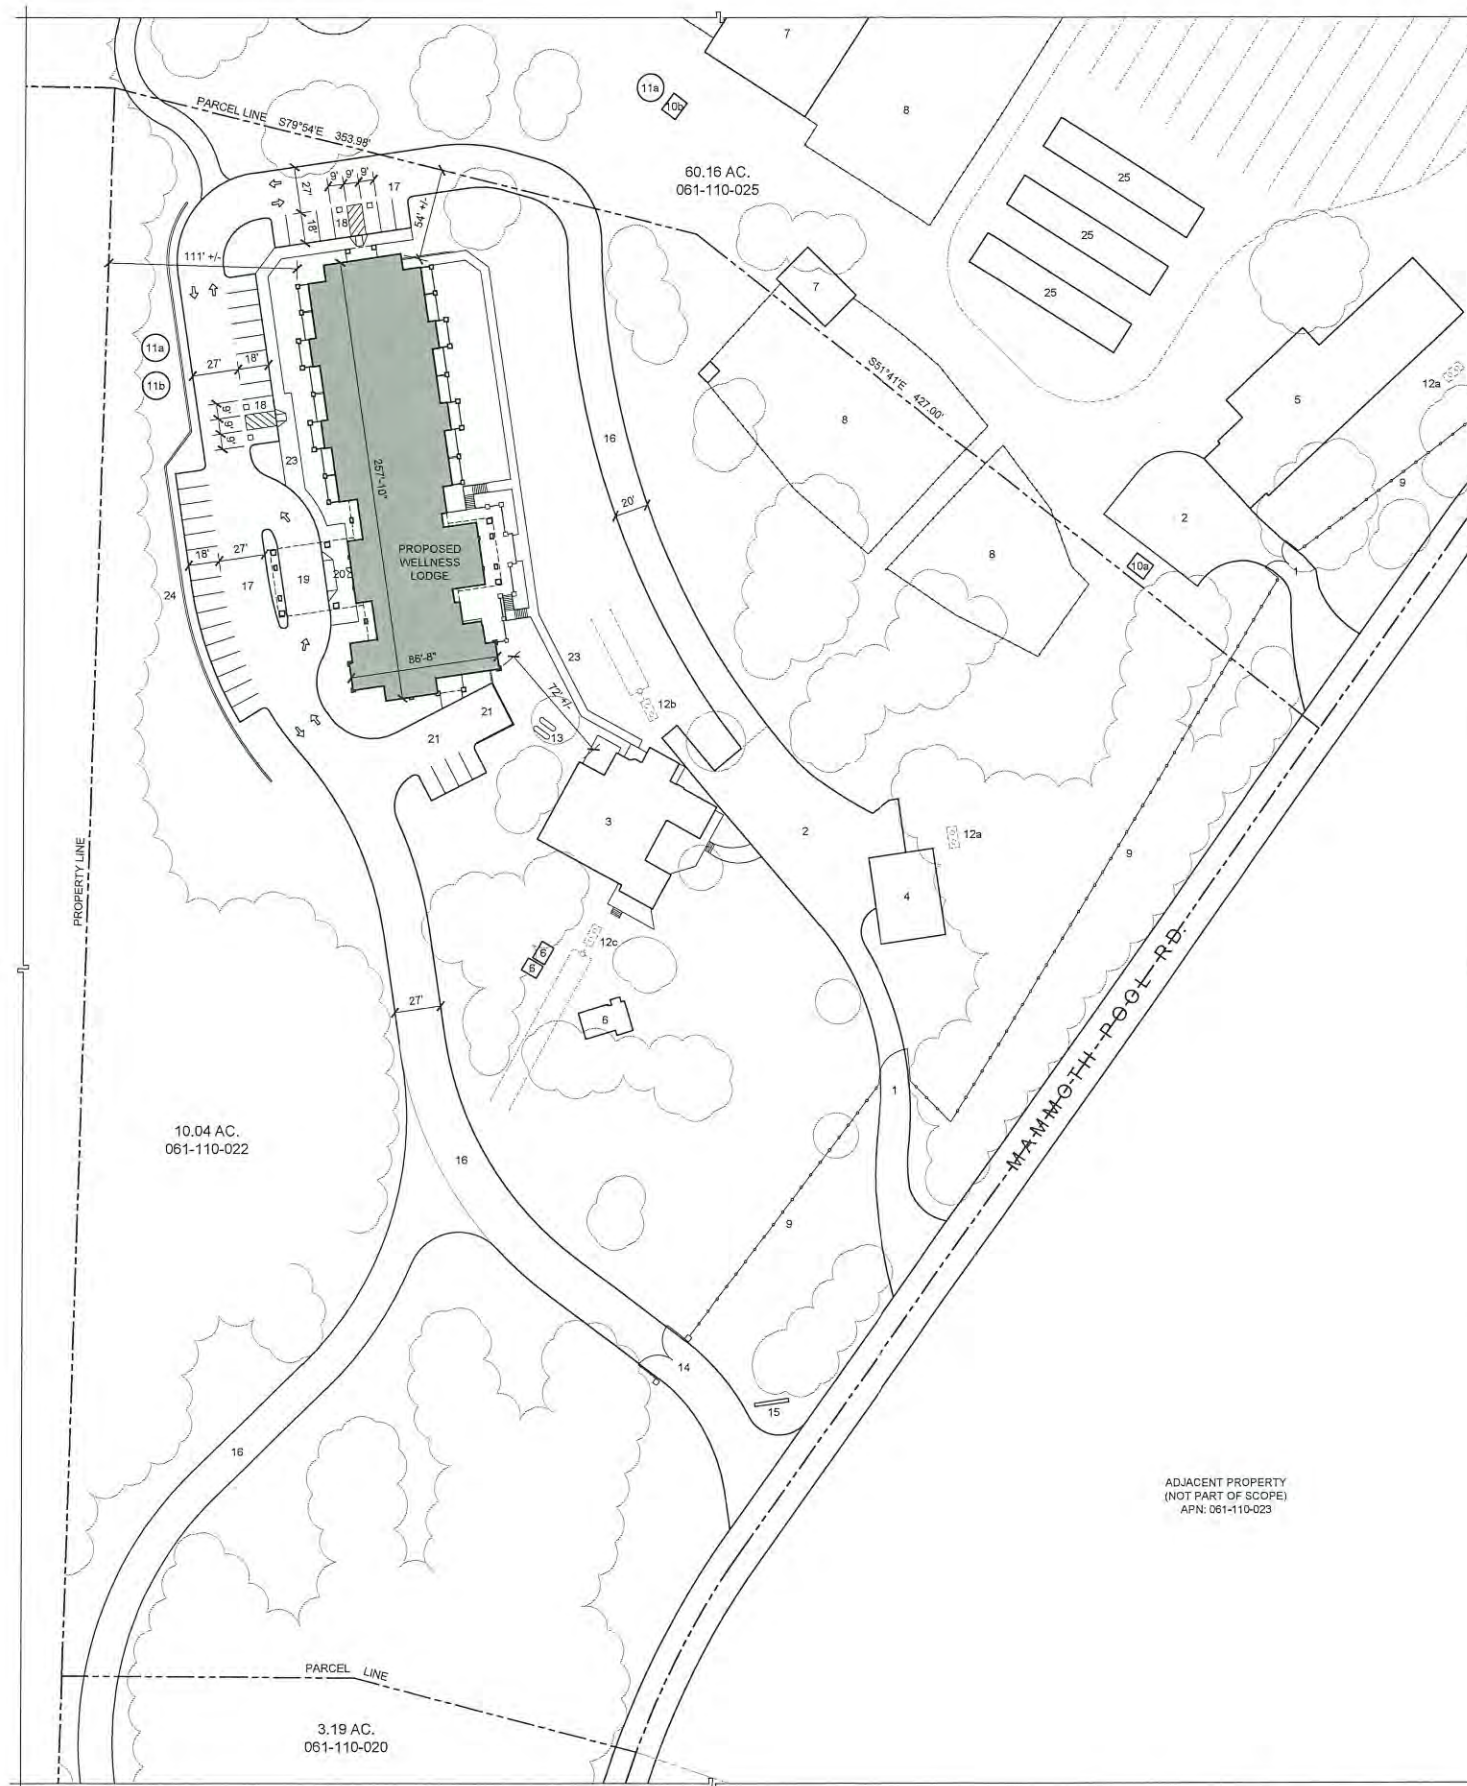 7
11a
10b
8
PARCEL LINE S79°54'E 353.98'
60.16 AC.
061-110-025
27'
9'
9'
9'
17
18
18'
54' +/-
25
25
25
111' +/-
7
S51°41'E 427.00'
5
12a
11a
11b
27'
18'
9'
9'
9'
18
23
257'-10"
16
8
9
20'
2
8
10a
1
PROPOSED
WELLNESS
LODGE
18'
27'
17
19
20
24
86'-8"
23
72' +/-
12b
13
21
21
3
2
12a
9
4
PROPERTY LINE
12c
6
6
6
27'
MAMMOTH POOL RD.
1
10.04 AC.
061-110-022
16
9
14
15
16
ADJACENT PROPERTY
(NOT PART OF SCOPE)
APN: 061-110-023
PARCEL LINE
3.19 AC.
061-110-020